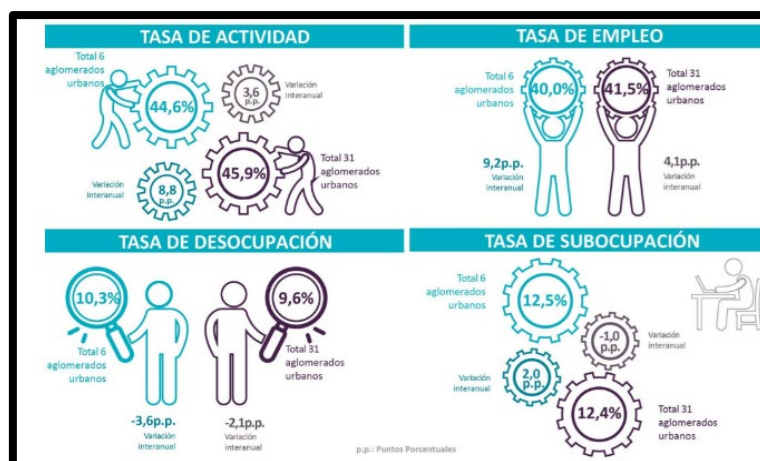 TASA DE ACTIVIDAD
Total 6
aglomerados
urbanos
44,6%
3,6
p.p.
Variación
interanual
Variación
interanual
8,8
p.p.
45,9%
Total 31
aglomerados
urbanos
TASA DE EMPLEO
Total 6
aglomerados
urbanos
40,0%
41,5%
Total 31
aglomerados
urbanos
9,2p.p.
Variación
interanual
4,1p.p.
Variación
interanual
TASA DE DESOCUPACIÓN
10,3%
Total 6
aglomerados
urbanos
9,6%
Total 31
aglomerados
urbanos
-3,6p.p.
Variación
interanual
-2,1p.p.
Variación
interanual
TASA DE SUBOCUPACIÓN
Total 6
aglomerados
urbanos
12,5%
-1,0
p.p.
Variación
interanual
Variación
interanual
2,0
p.p.
12,4%
Total 31
aglomerados
urbanos
p.p.: Puntos Porcentuales